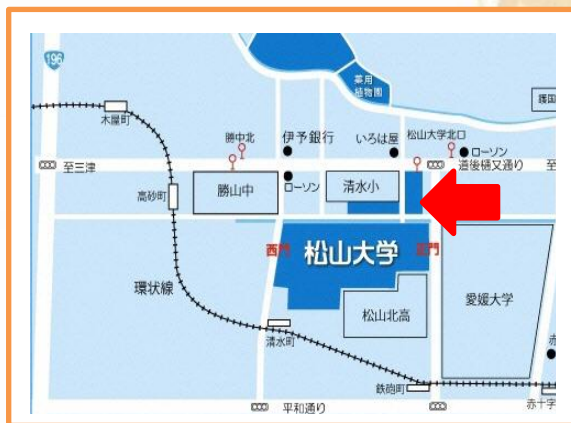 196
薬用
植物園
護国
木屋町
勝中北
伊予銀行
いろは屋
松山大学北口
ローソン
至三津
道後樋又通り
至
高砂町
勝山中
ローソン
清水小
西門
松山大学
正門
環状線
松山北高
愛媛大学
清水町
赤
鉄砲町
平和通り
赤十字